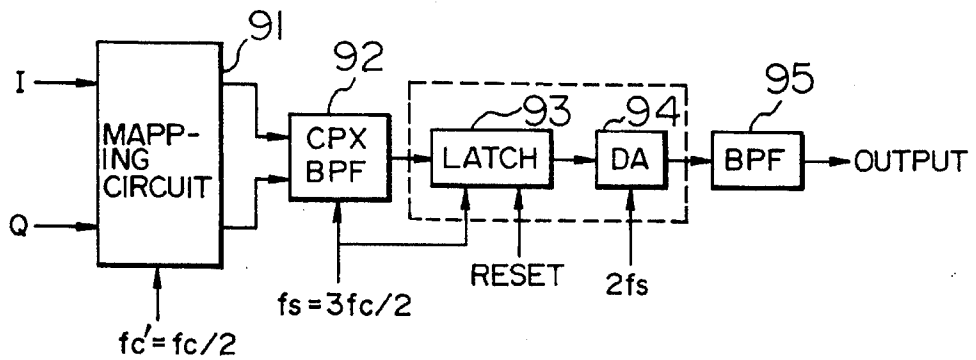 91
I
MAPP-
ING
CIRCUIT
Q
fc'=fc/2
92
CPX
BPF
fs=3fc/2
93
LATCH
RESET
94
DA
2fs
95
BPF
OUTPUT